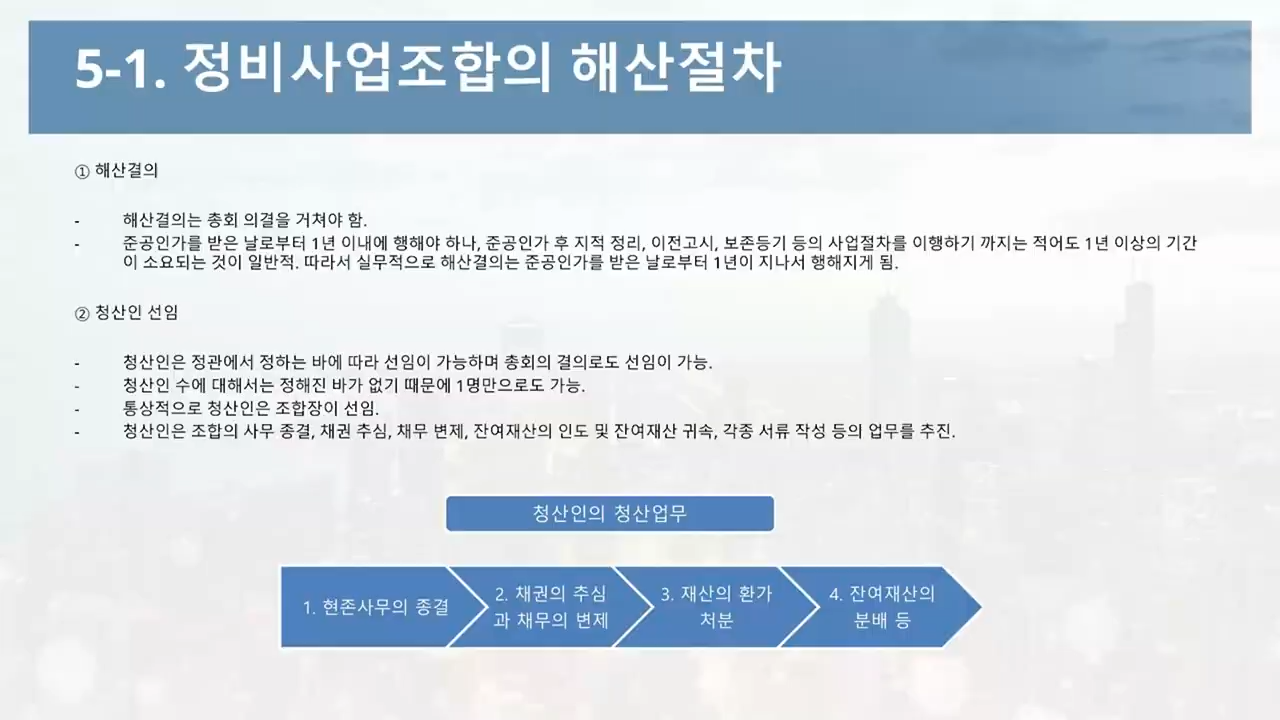 5-1. 정비사업조합의 해산절차
① 해산결의
- 해산결의는 총회 의결을 거쳐야 함.
- 준공인가를 받은 날로부터 1년 이내에 행해야 하나, 준공인가 후 지적 정리, 이전고시, 보존등기 등의 사업절차를 이행하기 까지는 적어도 1년 이상의 기간
이 소요되는 것이 일반적. 따라서 실무적으로 해산결의는 준공인가를 받은 날로부터 1년이 지나서 행해지게 됨.
② 청산인 선임
- 청산인은 정관에서 정하는 바에 따라 선임이 가능하며 총회의 결의로도 선임이 가능.
- 청산인 수에 대해서는 정해진 바가 없기 때문에 1명만으로도 가능.
- 통상적으로 청산인은 조합장이 선임.
- 청산인은 조합의 사무 종결, 채권 추심, 채무 변제, 잔여재산의 인도 및 잔여재산 귀속, 각종 서류 작성 등의 업무를 추진.
청산인의 청산업무
1. 현존사무의 종결
2. 채권의 추심
과 채무의 변제
3. 재산의 환가
처분
4. 잔여재산의
분배 등